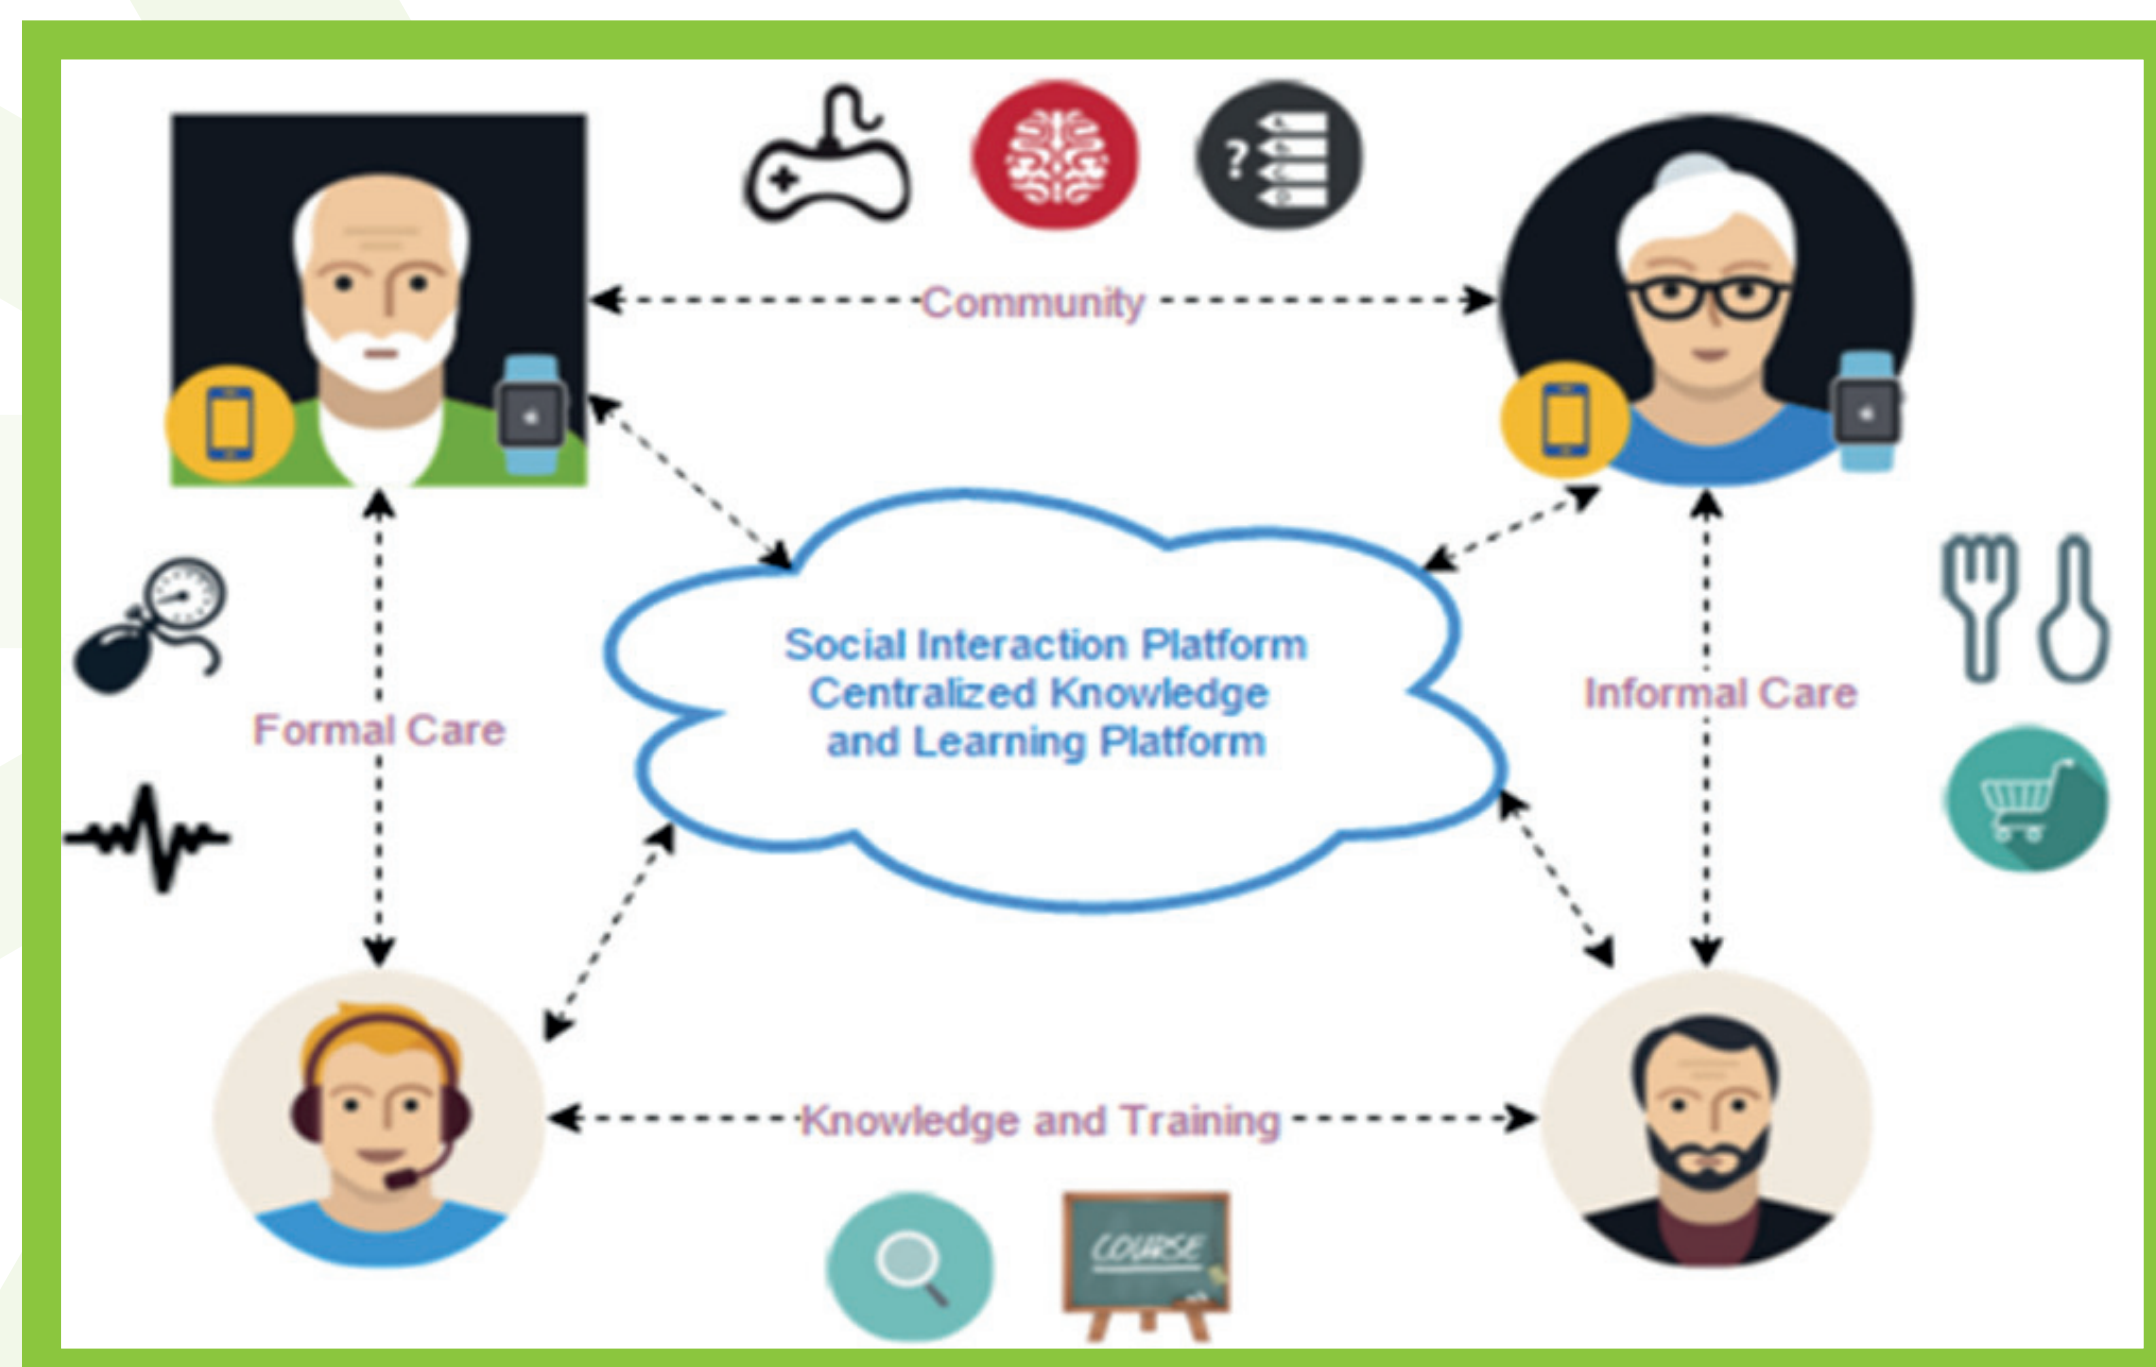 ?
Community
Social Interaction Platform
Centralized Knowledge
and Learning Platform
Formal Care
Informal Care
Knowledge and Training
COURSE